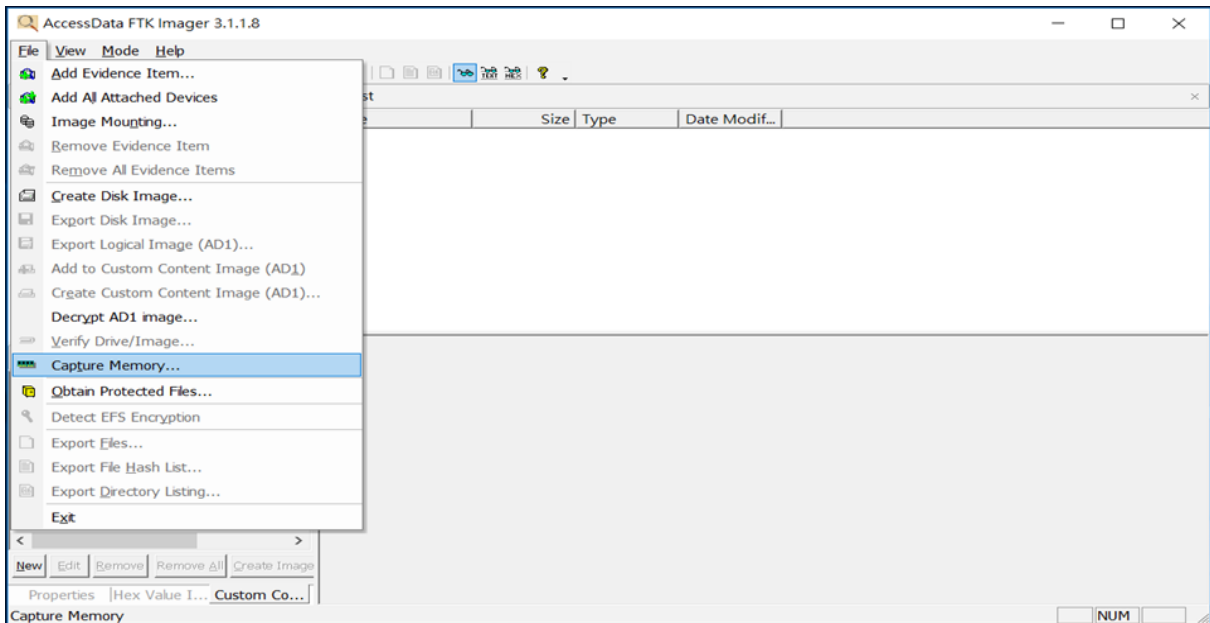 AccessData FTK Imager 3.1.1.8
File View Mode Help
Add Evidence Item...
Add All Attached Devices
st
Image Mounting...
e Size Type Date Modif...
Remove Evidence Item
Remove All Evidence Items
Create Disk Image...
Export Disk Image...
Export Logical Image (AD1)...
Add to Custom Content Image (AD1)
Create Custom Content Image (AD1)...
Decrypt AD1 image...
Verify Drive/Image...
Capture Memory...
Obtain Protected Files...
Detect EFS Encryption
Export Files...
Export File Hash List...
Export Directory Listing...
Exit
New Edit Remove Remove All Create Image
Properties Hex Value I... Custom Co...
Capture Memory NUM